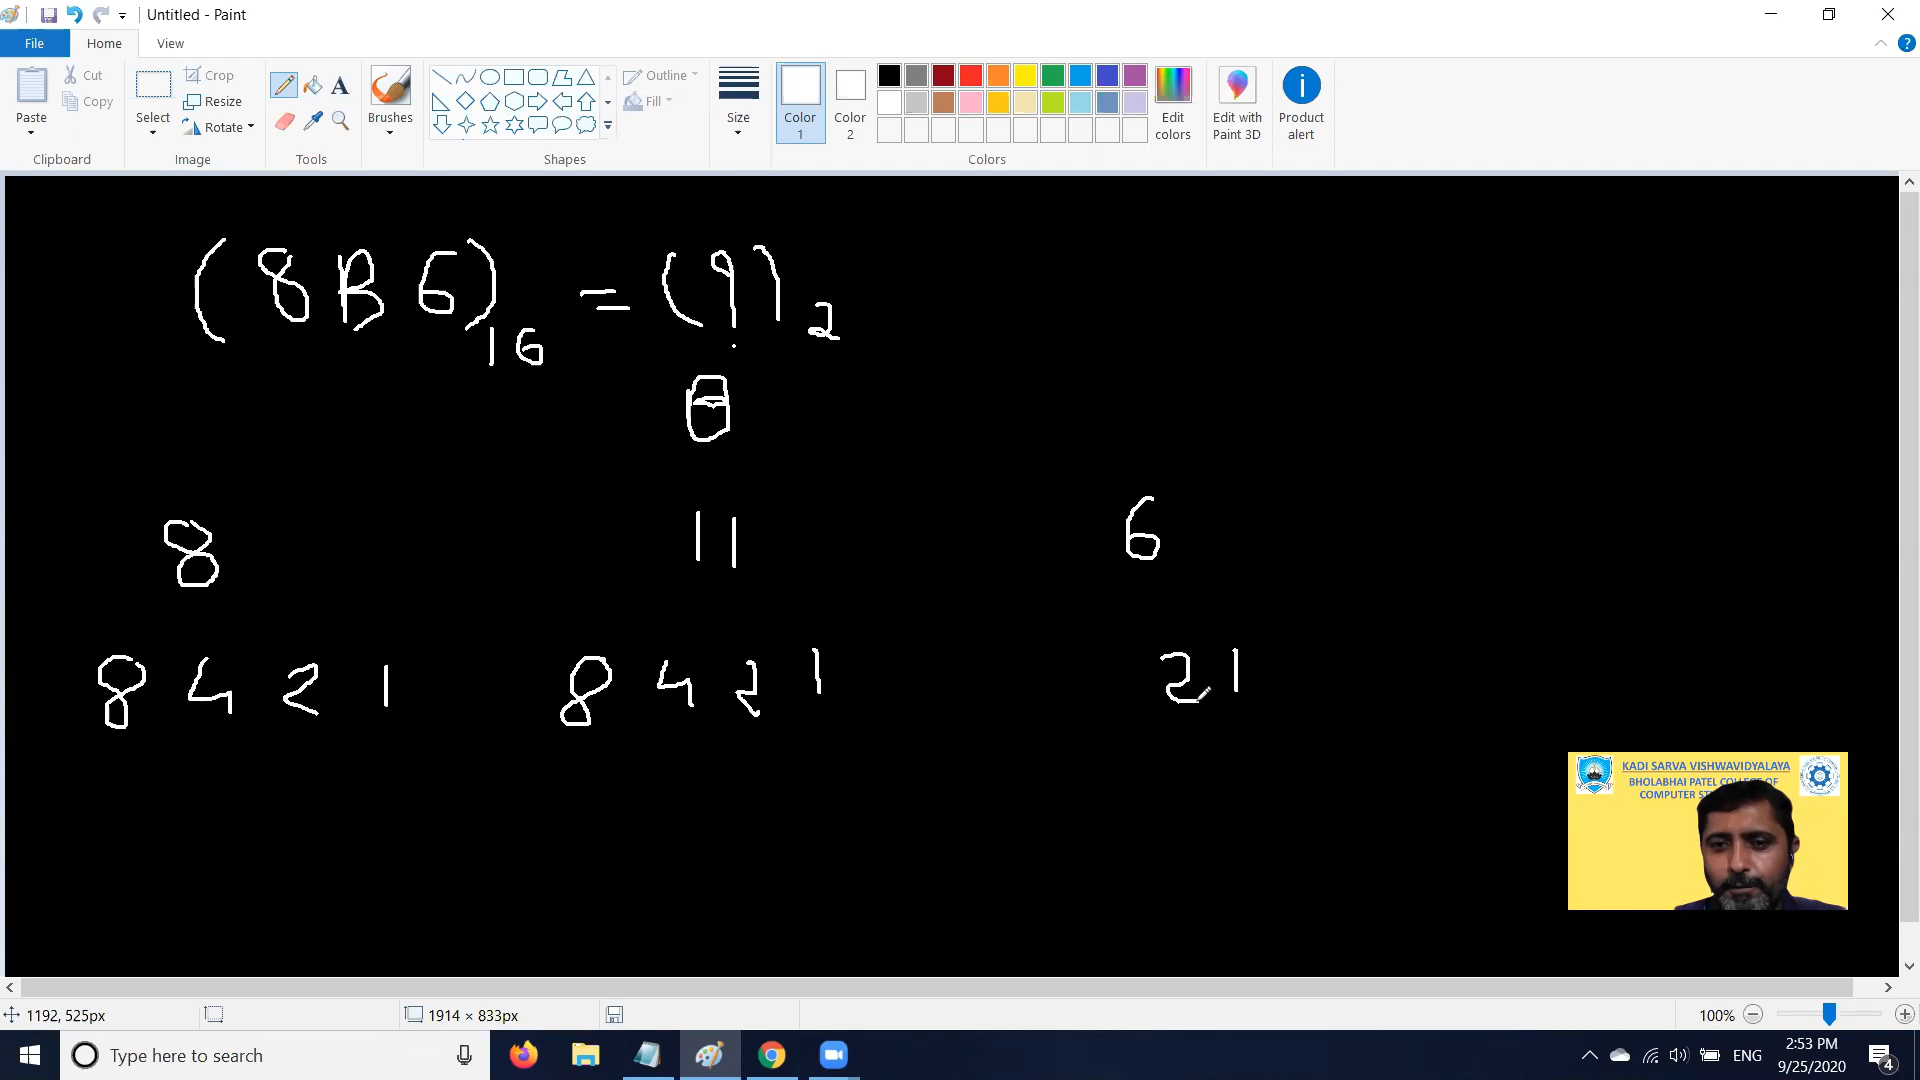 Untitled - Paint
File Home View
Paste
Cut
Copy
Clipboard
Select
Crop
Resize
Rotate
Image
Tools
Brushes
Shapes
Outline
Fill
Size
Color 1
Color 2
Edit colors
Colors
Edit with Paint 3D
Product alert
(8B6)16 = (?)2
8 11 6
8 4 2 1 8 4 2 1 2 1
KADI SARVA VISHWAVIDYALAYA
BHOLABHAI PATEL COLLEGE OF
COMPUTER ST
1192, 525px 1914 × 833px 100%
Type here to search
ENG
2:53 PM
9/25/2020
4